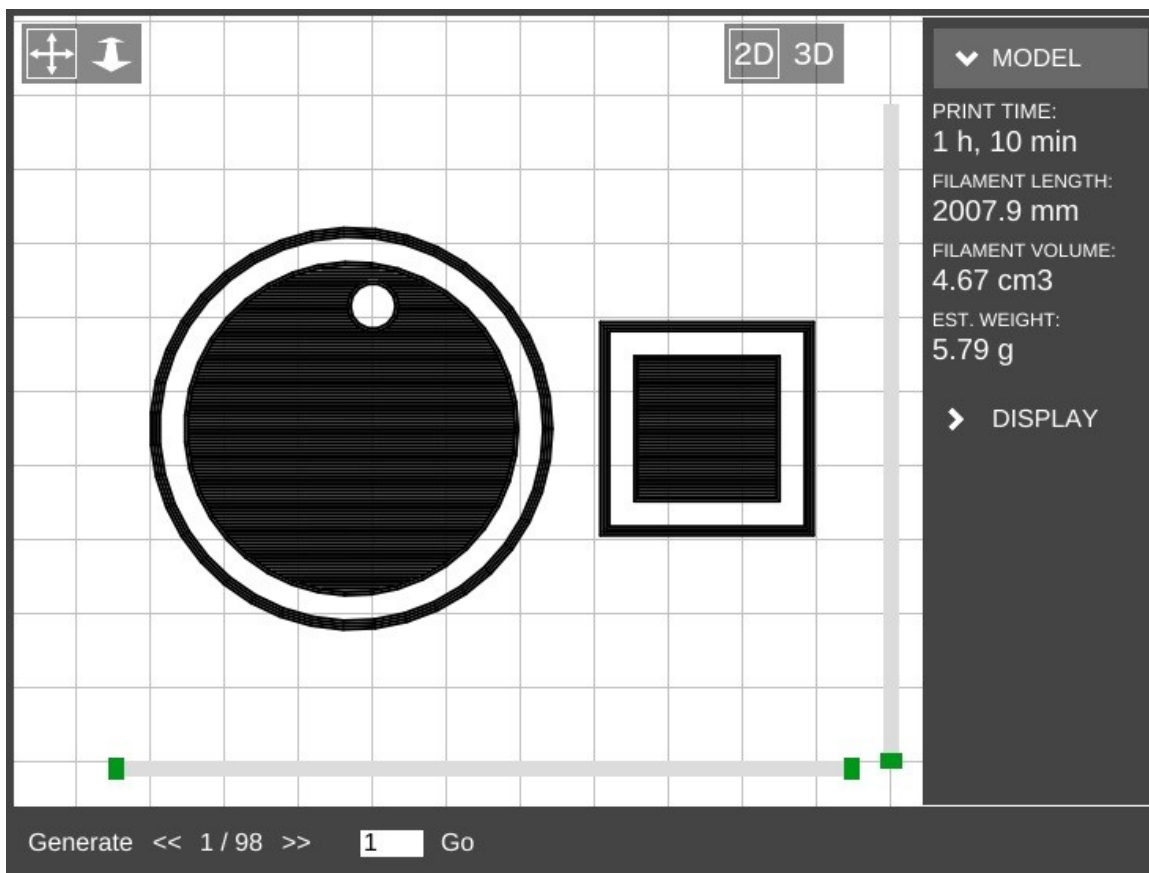 2D 3D
MODEL
PRINT TIME:
1 h, 10 min
FILAMENT LENGTH:
2007.9 mm
FILAMENT VOLUME:
4.67 cm3
EST. WEIGHT:
5.79 g
DISPLAY
Generate << 1 / 98 >> 1 Go